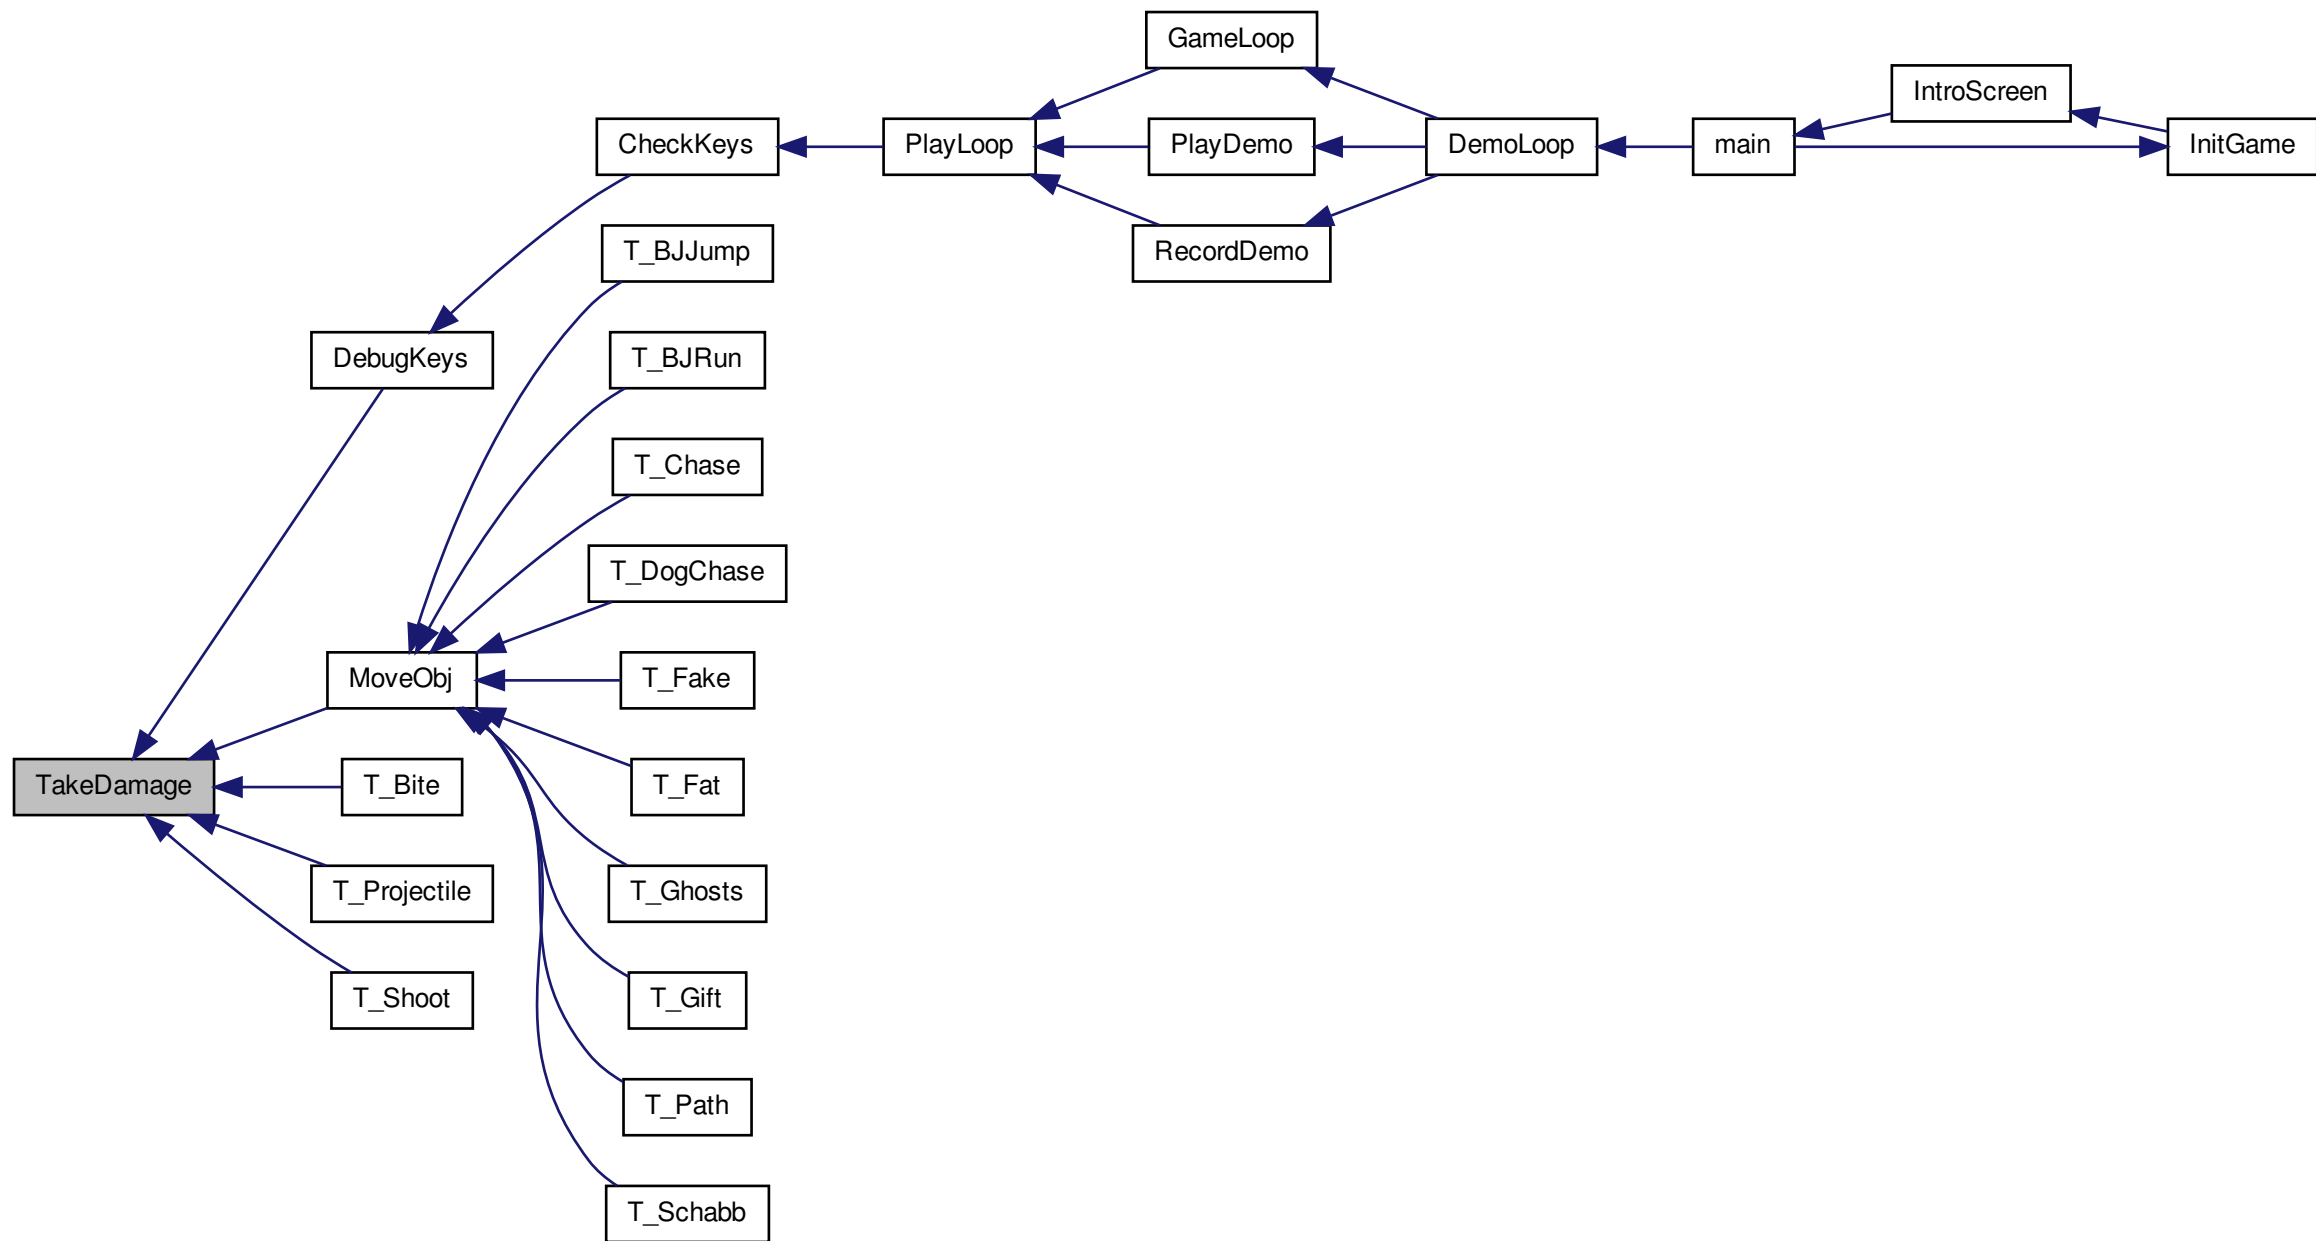 GameLoop
IntroScreen
CheckKeys
PlayLoop
PlayDemo
DemoLoop
main
InitGame
T_BJJump
RecordDemo
DebugKeys
T_BJRun
T_Chase
T_DogChase
MoveObj
T_Fake
TakeDamage
T_Bite
T_Fat
T_Projectile
T_Ghosts
T_Shoot
T_Gift
T_Path
T_Schabb